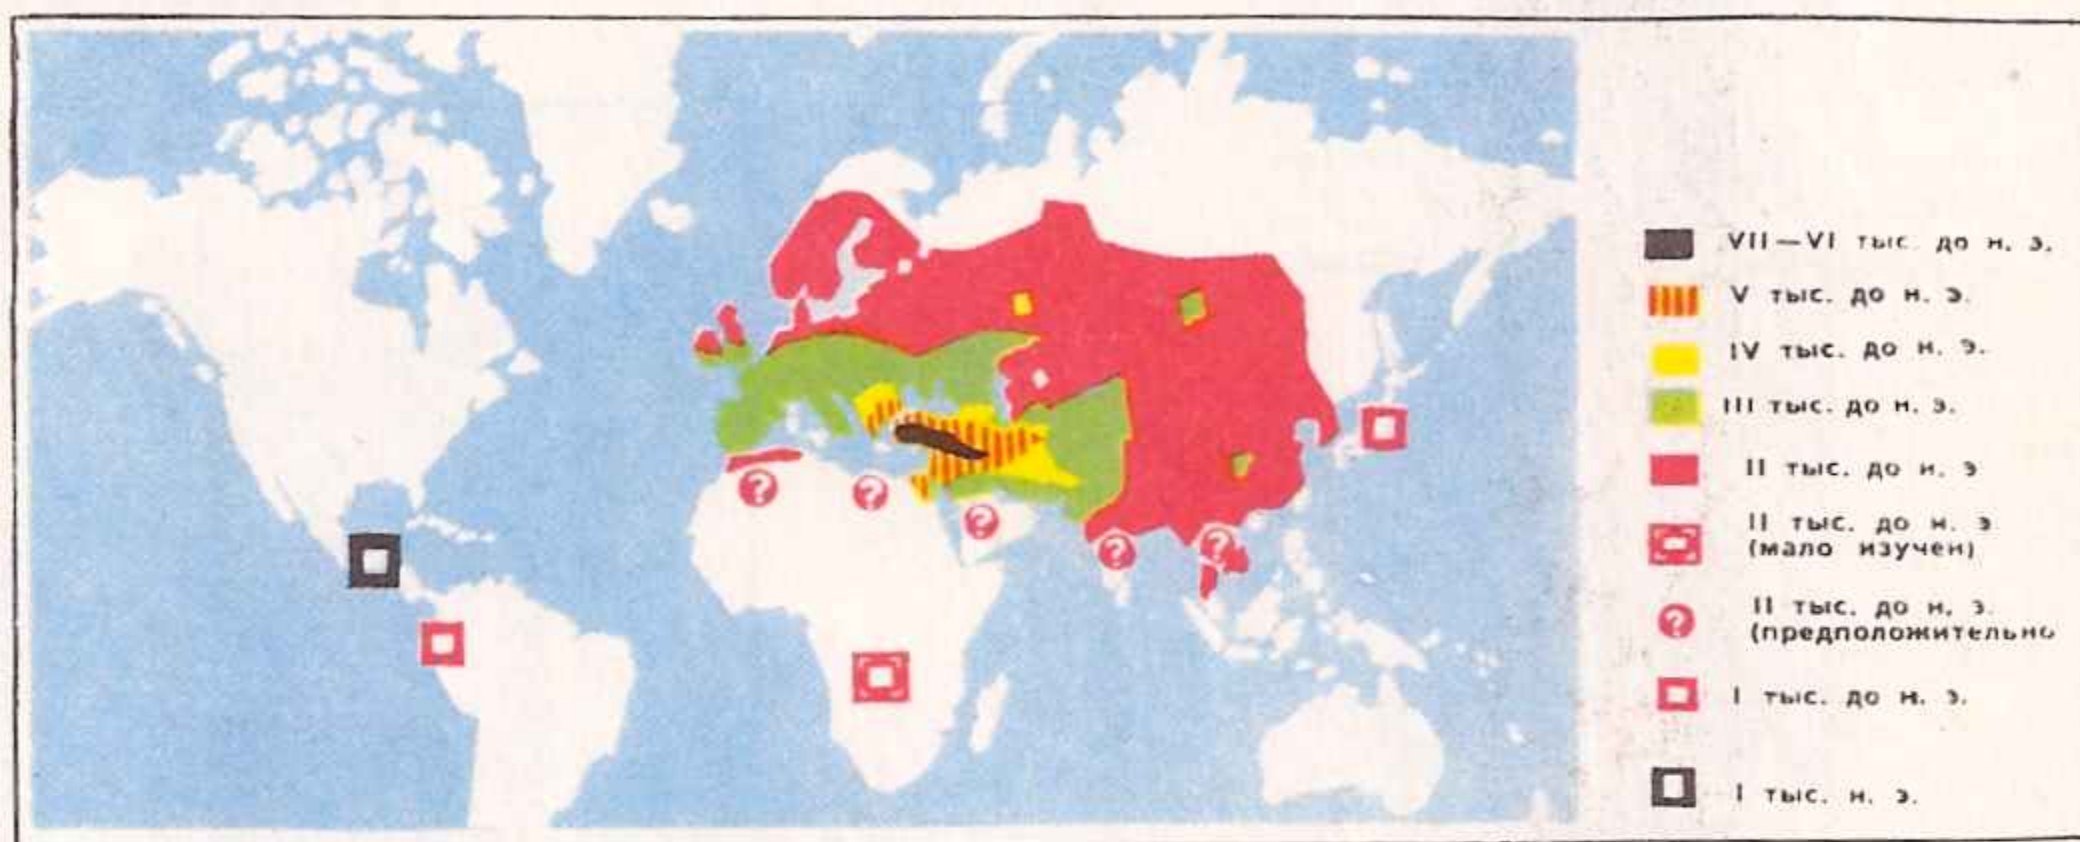 VII—VI тыс. до н. э.
V тыс. до н. э.
IV тыс. до н. э.
III тыс. до н. э.
II тыс. до н. э
II тыс. до н. э
(мало изучен)
II тыс. до н. э.
(предположительно
I тыс. до н. э.
I тыс. н. э.
? ? ? ? ?